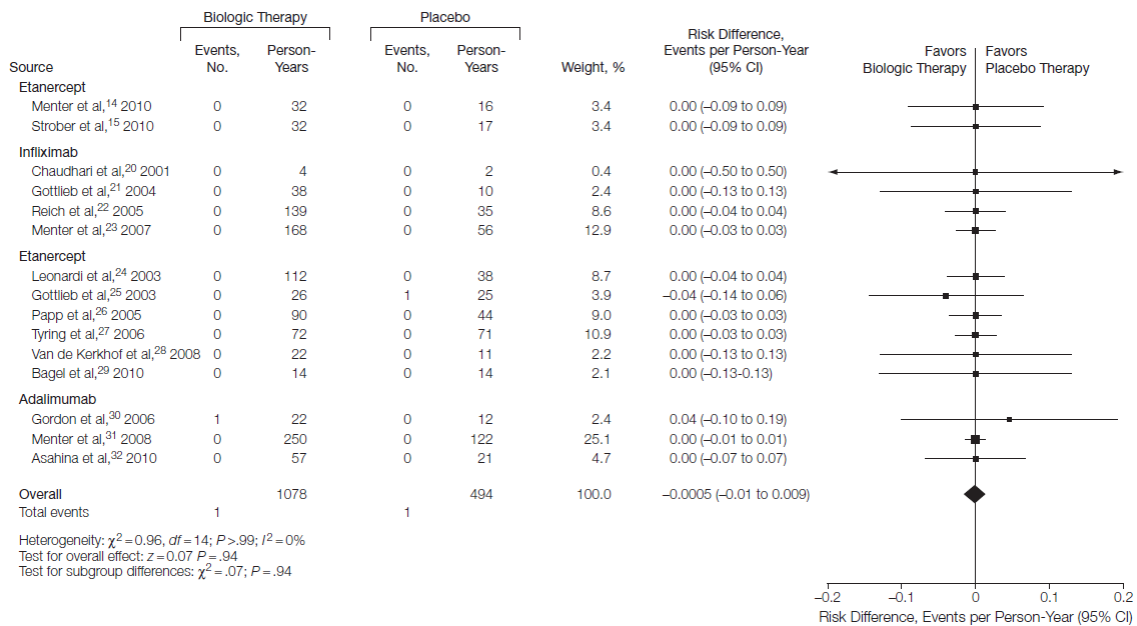 Biologic Therapy Placebo
Risk Difference,
Events, Person- Events, Person- Events per Person-Year Favors Favors
Source No. Years No. Years Weight, % (95% CI) Biologic Therapy Placebo Therapy
Etanercept
Menter et al,14 2010 0 32 0 16 3.4 0.00 (–0.09 to 0.09)
Strober et al,15 2010 0 32 0 17 3.4 0.00 (–0.09 to 0.09)
Infliximab
Chaudhari et al,20 2001 0 4 0 2 0.4 0.00 (–0.50 to 0.50)
Gottlieb et al,21 2004 0 38 0 10 2.4 0.00 (–0.13 to 0.13)
Reich et al,22 2005 0 139 0 35 8.6 0.00 (–0.04 to 0.04)
Menter et al,23 2007 0 168 0 56 12.9 0.00 (–0.03 to 0.03)
Etanercept
Leonardi et al,24 2003 0 112 0 38 8.7 0.00 (–0.04 to 0.04)
Gottlieb et al,25 2003 0 26 1 25 3.9 –0.04 (–0.14 to 0.06)
Papp et al,26 2005 0 90 0 44 9.0 0.00 (–0.03 to 0.03)
Tyring et al,27 2006 0 72 0 71 10.9 0.00 (–0.03 to 0.03)
Van de Kerkhof et al,28 2008 0 22 0 11 2.2 0.00 (–0.13 to 0.13)
Bagel et al,29 2010 0 14 0 14 2.1 0.00 (–0.13-0.13)
Adalimumab
Gordon et al,30 2006 1 22 0 12 2.4 0.04 (–0.10 to 0.19)
Menter et al,31 2008 0 250 0 122 25.1 0.00 (–0.01 to 0.01)
Asahina et al,32 2010 0 57 0 21 4.7 0.00 (–0.07 to 0.07)
Overall 1078 494 100.0 –0.0005 (–0.01 to 0.009)
Total events 1 1
Heterogeneity: χ2 = 0.96, df = 14; P >.99; I2 = 0%
Test for overall effect: z = 0.07 P = .94
Test for subgroup differences: χ2 = .07; P = .94
–0.2 –0.1 0 0.1 0.2
Risk Difference, Events per Person-Year (95% CI)